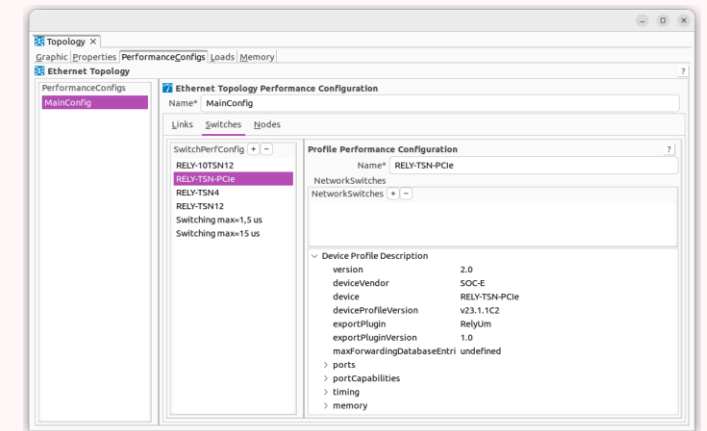 Topology ×
Graphic Properties PerformanceConfigs Loads Memory
Ethernet Topology ?
PerformanceConfigs
MainConfig
Ethernet Topology Performance Configuration
Name* MainConfig
Links Switches Nodes
SwitchPerfConfig + −
RELY-10TSN12
RELY-TSN-PCIe
RELY-TSN4
RELY-TSN12
Switching max=1,5 us
Switching max=15 us
Profile Performance Configuration ?
Name* RELY-TSN-PCIe
NetworkSwitches
NetworkSwitches + −
Device Profile Description
version 2.0
deviceVendor SOC-E
device RELY-TSN-PCIe
deviceProfileVersion v23.1.1C2
exportPlugin RelyUm
exportPluginVersion 1.0
maxForwardingDatabaseEntri undefined
ports
portCapabilities
timing
memory